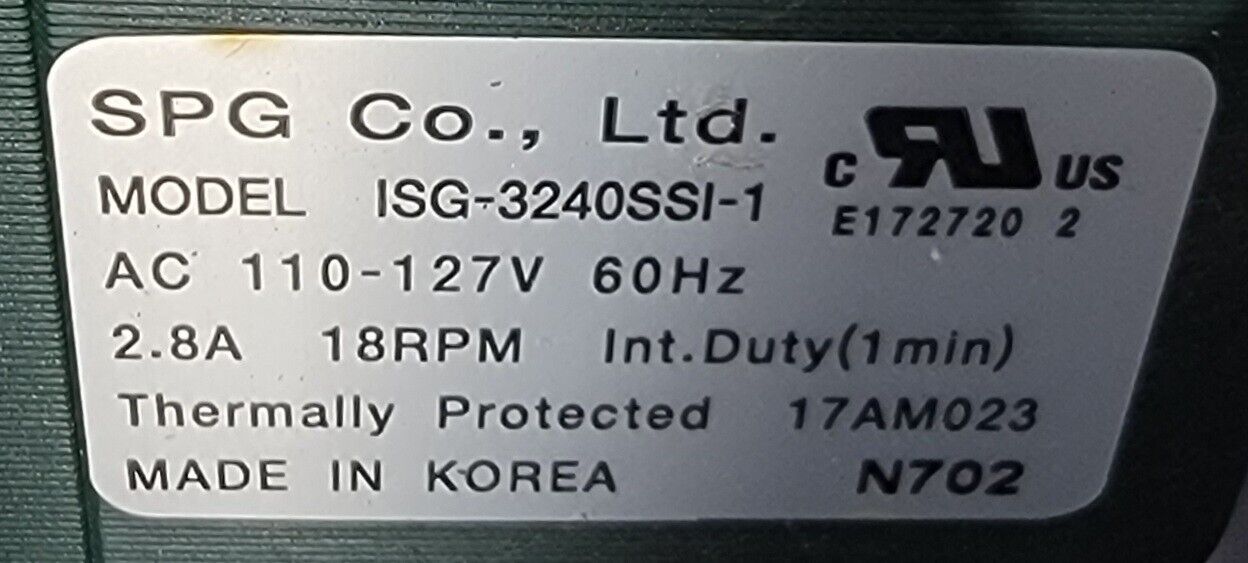 SPG Co., Ltd.
MODEL ISG-3240SSI-1
C RU US
E172720 2
AC 110-127V 60Hz
2.8A 18RPM Int.Duty(1min)
Thermally Protected 17AM023
MADE IN KOREA N702